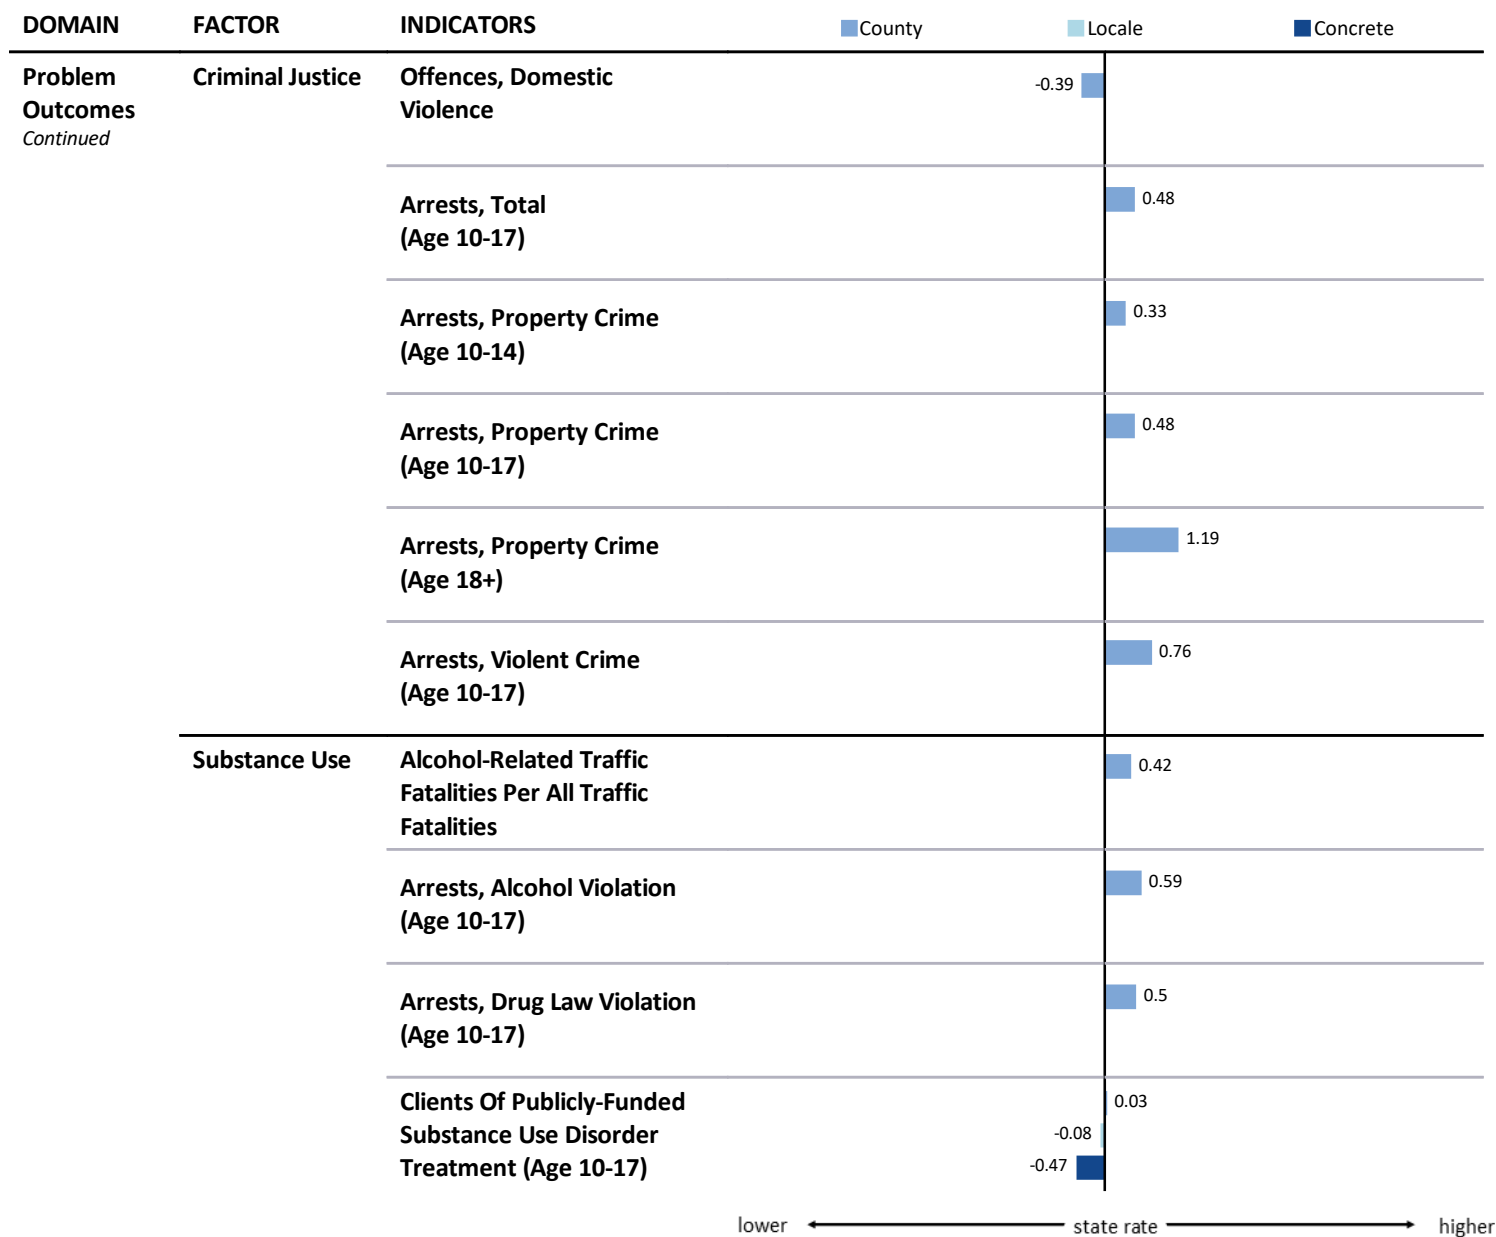 DOMAIN FACTOR INDICATORS County Locale Concrete
Problem Criminal Justice Offences, Domestic
Outcomes Violence
Continued
-0.39
Arrests, Total
(Age 10-17)
0.48
Arrests, Property Crime
(Age 10-14)
0.33
Arrests, Property Crime
(Age 10-17)
0.48
Arrests, Property Crime
(Age 18+)
1.19
Arrests, Violent Crime
(Age 10-17)
0.76
Substance Use Alcohol-Related Traffic
Fatalities Per All Traffic
Fatalities
0.42
Arrests, Alcohol Violation
(Age 10-17)
0.59
Arrests, Drug Law Violation
(Age 10-17)
0.5
Clients Of Publicly-Funded
Substance Use Disorder
Treatment (Age 10-17)
0.03
-0.08
-0.47
lower state rate higher